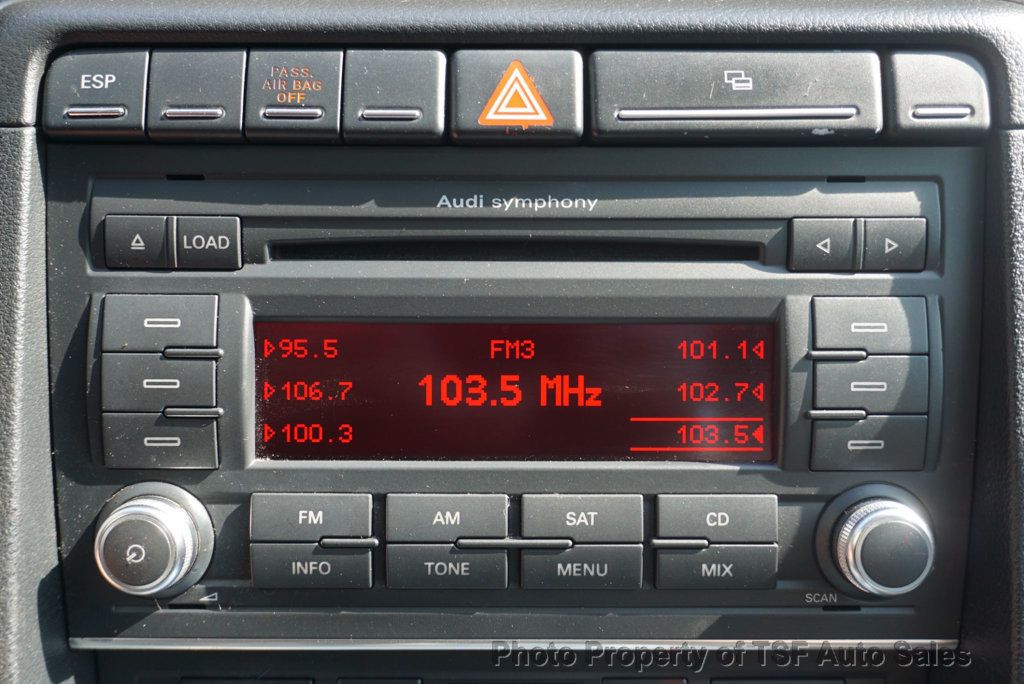 ESP
PASS.
AIR BAG
OFF
Audi symphony
LOAD
95.5 FM3 101.1
106.7 103.5 MHz 102.7
100.3 103.5
FM AM SAT CD
INFO TONE MENU MIX
SCAN
Photo Property of TSF Auto Sales